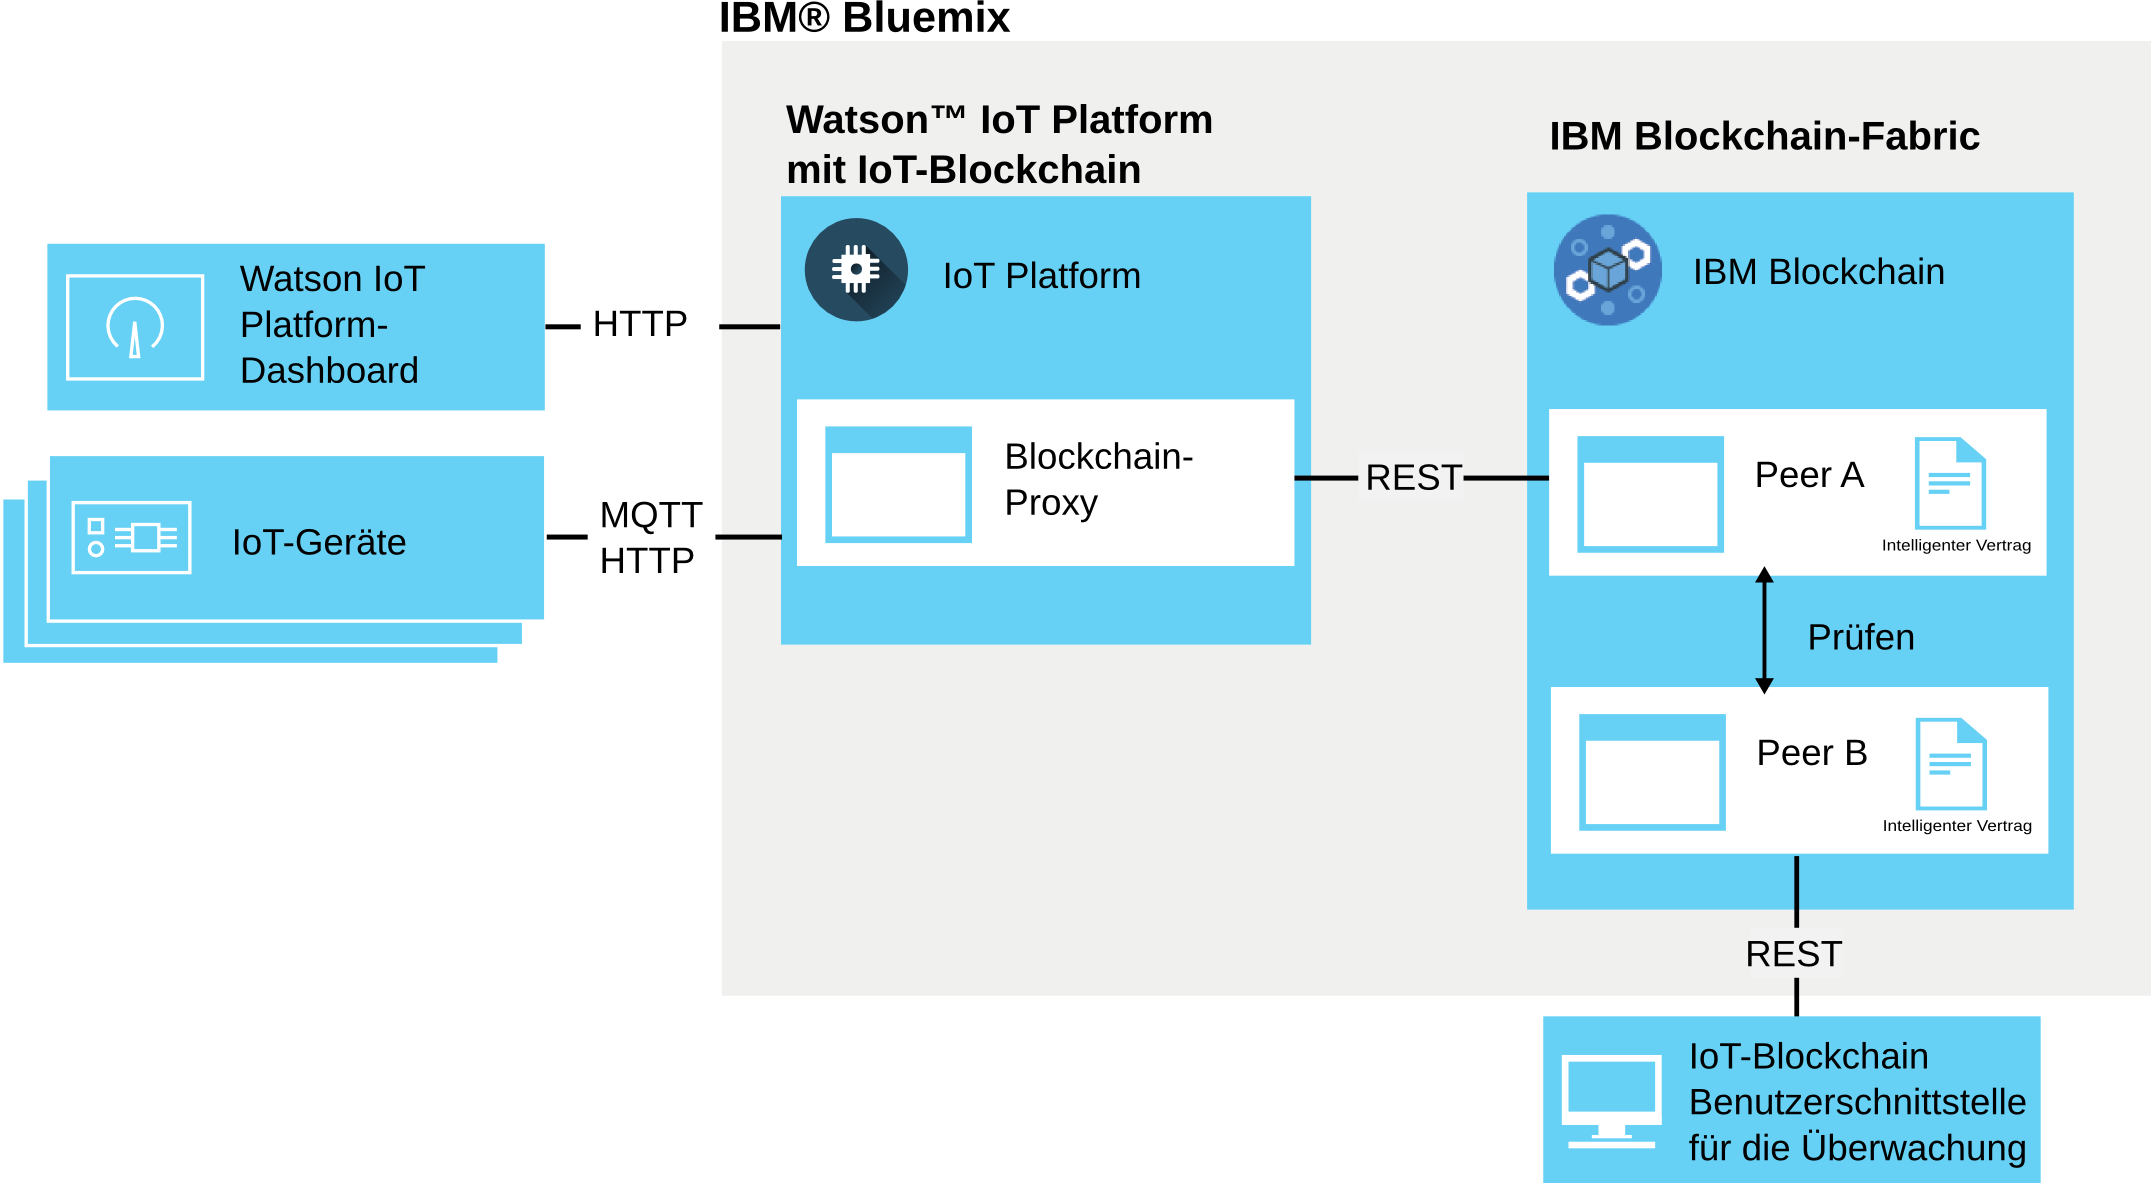 IBM® Bluemix
Watson™ IoT Platform
mit IoT-Blockchain
IBM Blockchain-Fabric
Watson IoT
Platform-
Dashboard
HTTP
IoT Platform
IBM Blockchain
IoT-Geräte
MQTT
HTTP
Blockchain-
Proxy
REST
Peer A
Intelligenter Vertrag
Prüfen
Peer B
Intelligenter Vertrag
REST
IoT-Blockchain
Benutzerschnittstelle
für die Überwachung